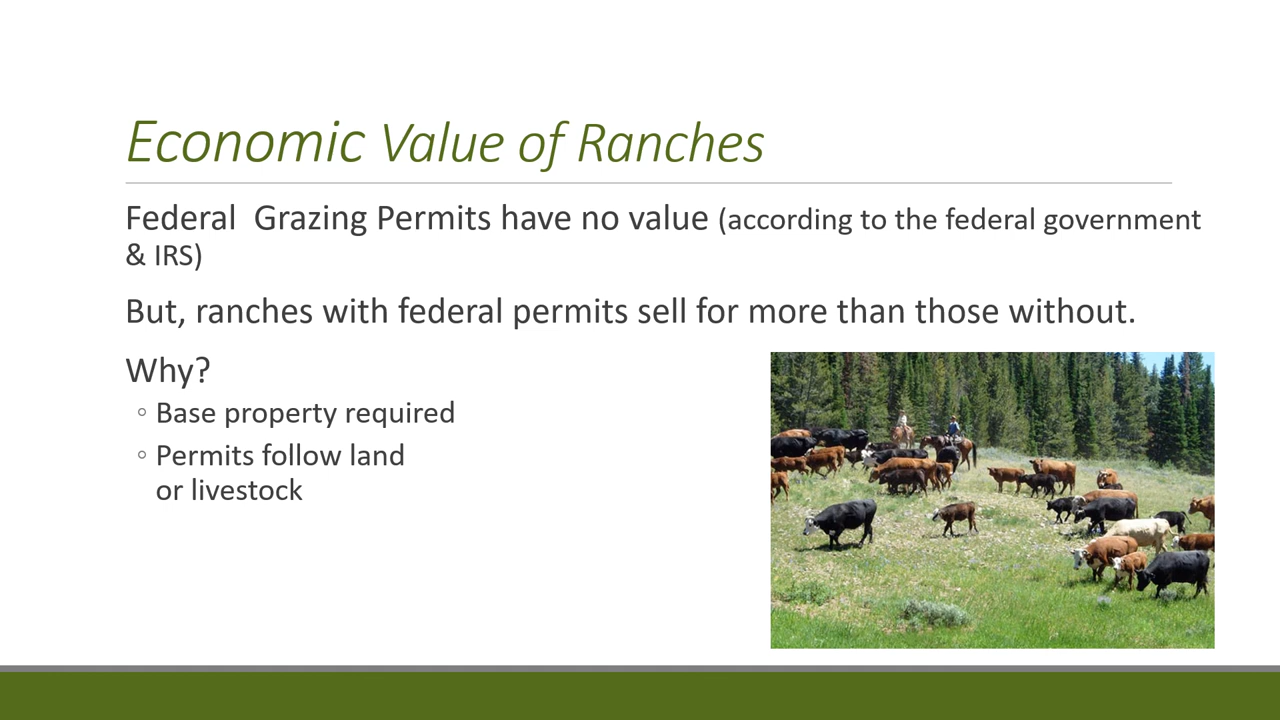 Economic Value of Ranches
Federal  Grazing Permits have no value (according to the federal government
& IRS)
But, ranches with federal permits sell for more than those without.
Why?
◦ Base property required
◦ Permits follow land
or livestock